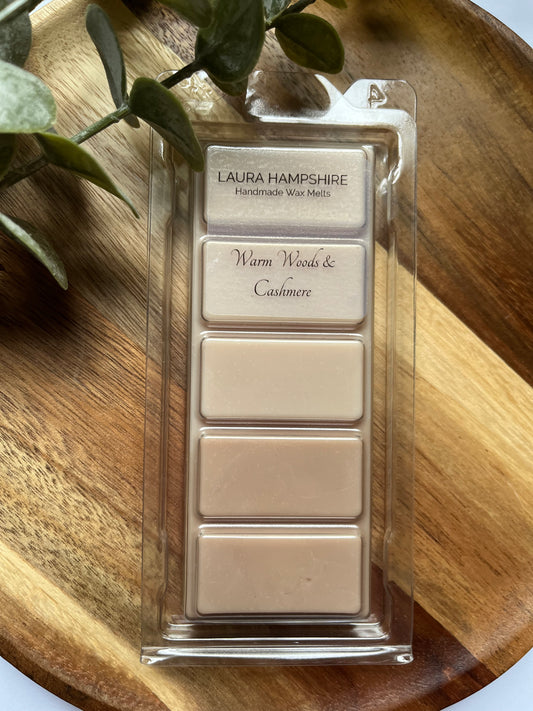 LAURA HAMPSHIRE
Handmade Wax Melts
Warm Woods &
Cashmere